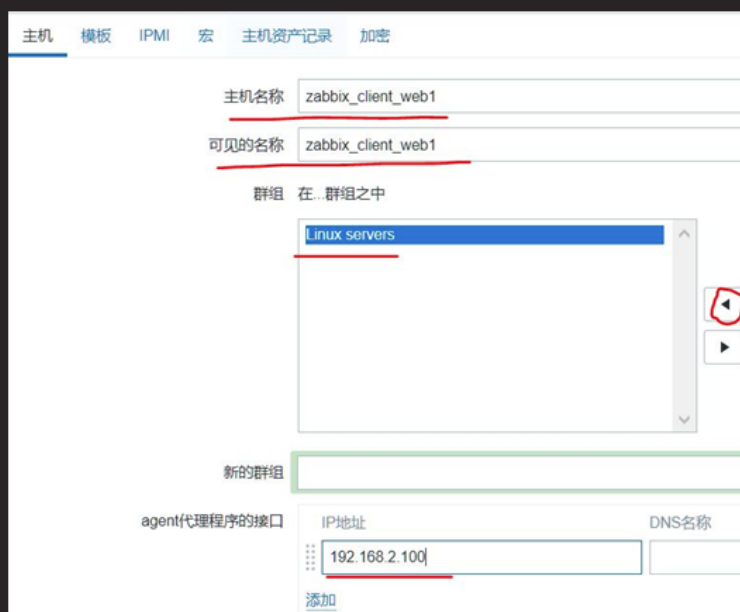 主机 模板 IPMI 宏 主机资产记录 加密
主机名称 zabbix_client_web1
可见的名称 zabbix_client_web1
群组 在...群组之中
Linux servers
新的群组
agent代理程序的接口 IP地址 DNS名称
192.168.2.100
添加